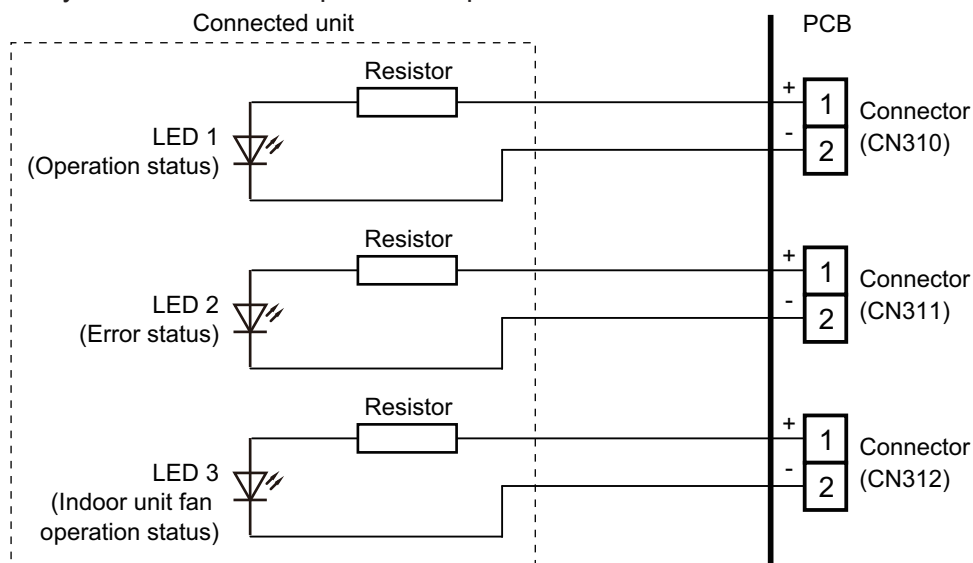 Connected unit
PCB
Resistor
+
1
-
2
Connector
(CN310)
LED 1
(Operation status)
Resistor
+
1
-
2
Connector
(CN311)
LED 2
(Error status)
Resistor
+
1
-
2
Connector
(CN312)
LED 3
(Indoor unit fan
operation status)